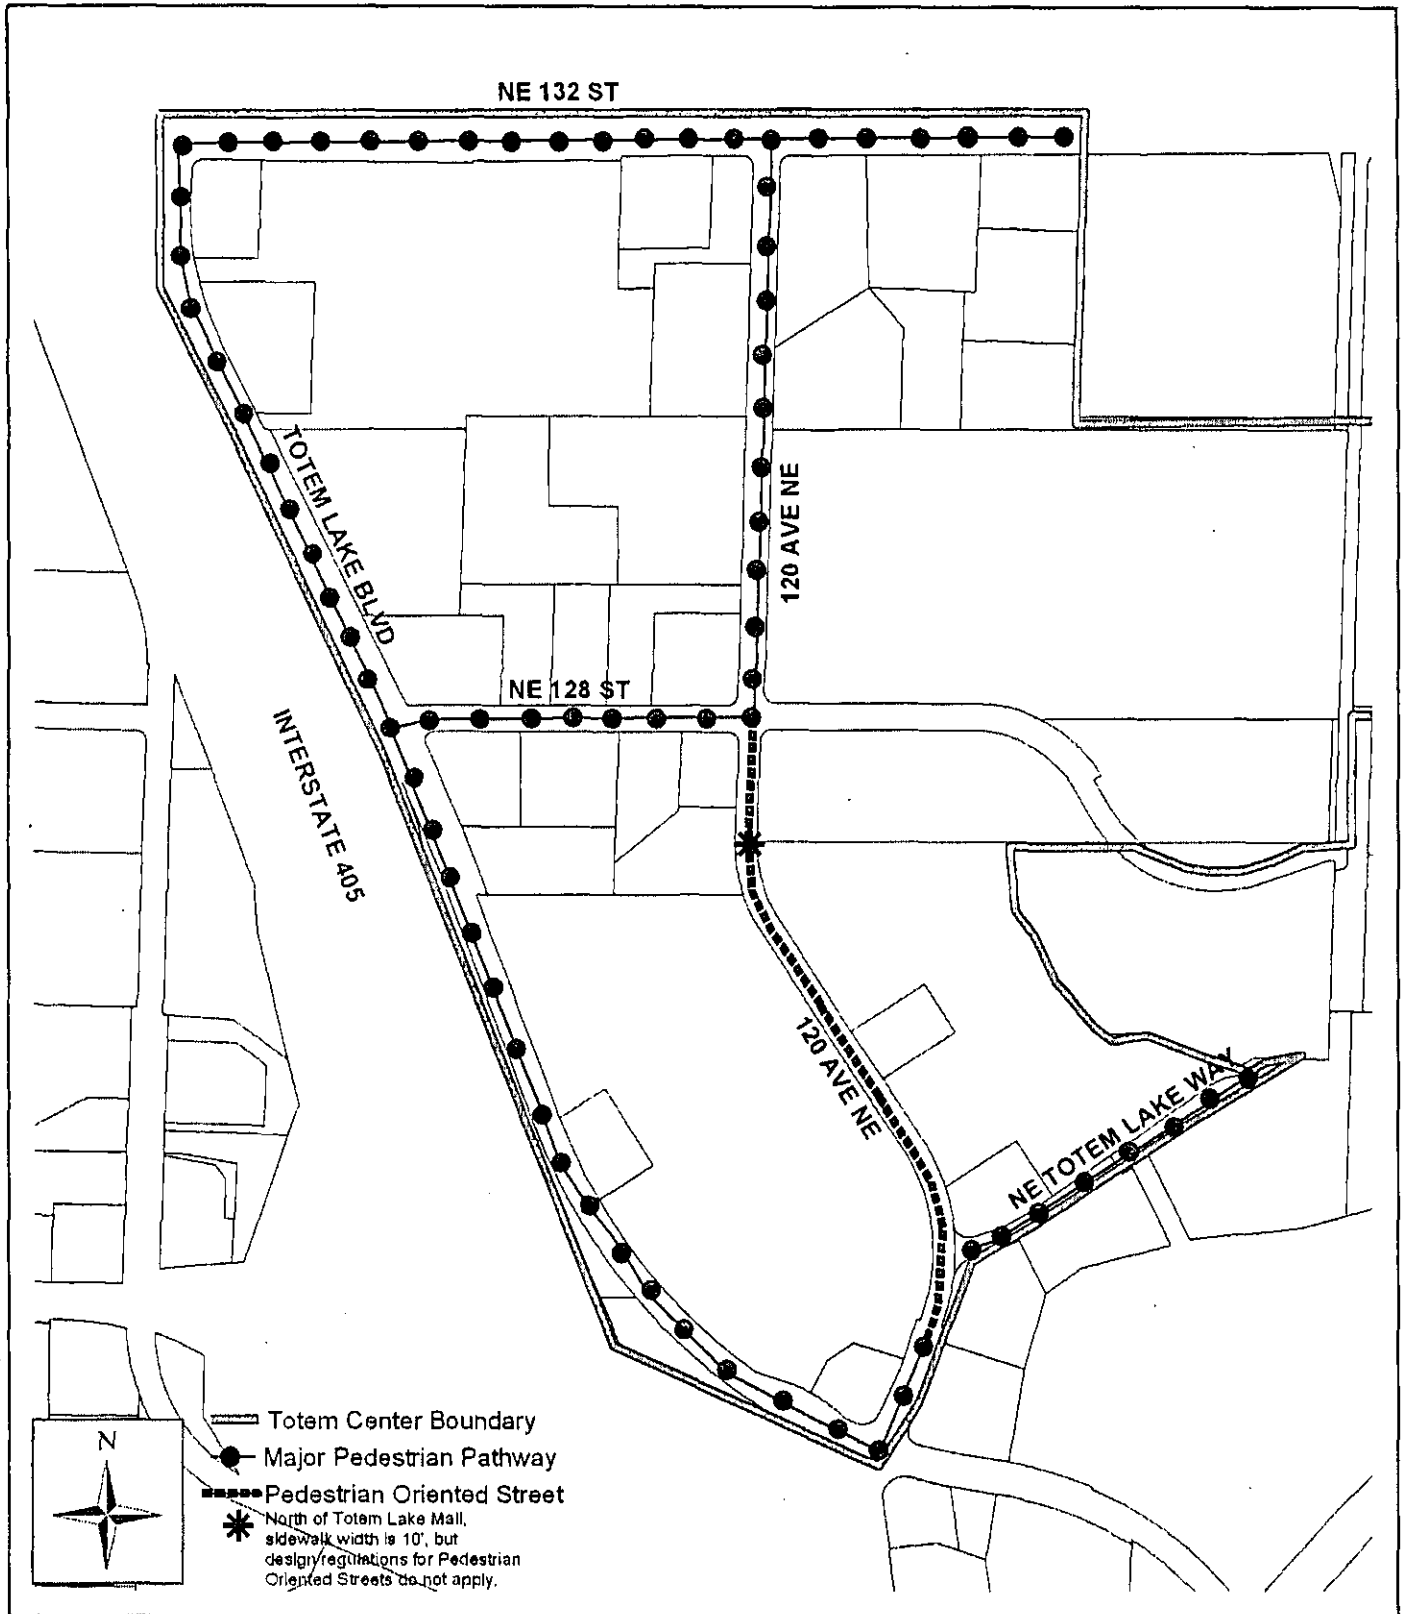 NE 132 ST
TOTEM LAKE BLVD
120 AVE NE
NE 128 ST
INTERSTATE 405
120 AVE NE
NE TOTEM LAKE WAY
Totem Center Boundary
N
Major Pedestrian Pathway
Pedestrian Oriented Street
North of Totem Lake Mall,
sidewalk width is 10', but
design regulations for Pedestrian
Oriented Streets do not apply.